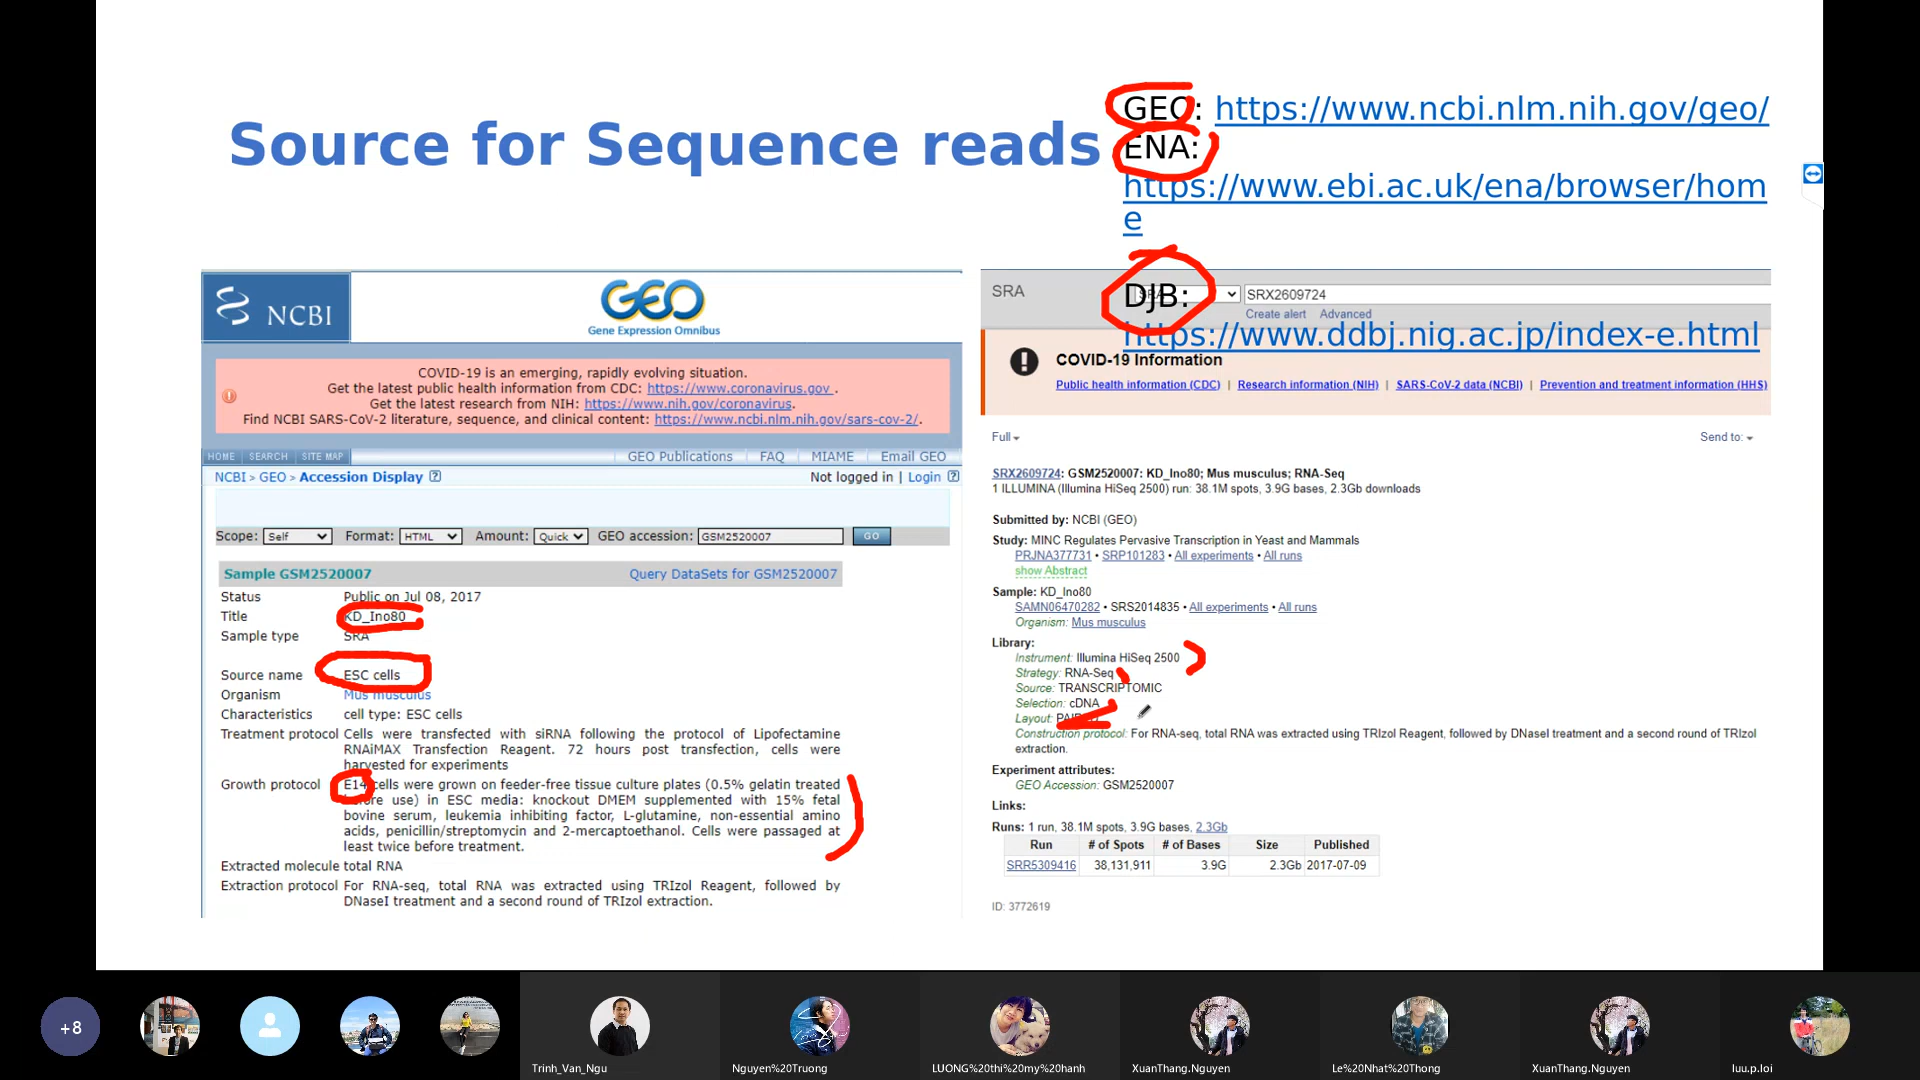 Source for Sequence reads
GEO: https://www.ncbi.nlm.nih.gov/geo/
ENA:
https://www.ebi.ac.uk/ena/browser/hom
e
DJB:
https://www.ddbj.nig.ac.jp/index-e.html
NCBI
GEO
Gene Expression Omnibus
COVID-19 is an emerging, rapidly evolving situation.
Get the latest public health information from CDC: https://www.coronavirus.gov .
Get the latest research from NIH: https://www.nih.gov/coronavirus.
Find NCBI SARS-CoV-2 literature, sequence, and clinical content: https://www.ncbi.nlm.nih.gov/sars-cov-2/.
HOME SEARCH SITE MAP GEO Publications FAQ MIAME Email GEO
NCBI > GEO > Accession Display ? Not logged in | Login ?
Scope: Self Format: HTML Amount: Quick GEO accession: GSM2520007 GO
Sample GSM2520007 Query DataSets for GSM2520007
Status Public on Jul 08, 2017
Title KD_Ino80
Sample type SRA
Source name ESC cells
Organism Mus musculus
Characteristics cell type: ESC cells
Treatment protocol Cells were transfected with siRNA following the protocol of Lipofectamine
RNAiMAX Transfection Reagent. 72 hours post transfection, cells were
harvested for experiments
Growth protocol E14 cells were grown on feeder-free tissue culture plates (0.5% gelatin treated
before use) in ESC media: knockout DMEM supplemented with 15% fetal
bovine serum, leukemia inhibiting factor, L-glutamine, non-essential amino
acids, penicillin/streptomycin and 2-mercaptoethanol. Cells were passaged at
least twice before treatment.
Extracted molecule total RNA
Extraction protocol For RNA-seq, total RNA was extracted using TRIzol Reagent, followed by
DNaseI treatment and a second round of TRIzol extraction.
SRA SRA SRX2609724
Create alert Advanced
COVID-19 Information
Public health information (CDC) | Research information (NIH) | SARS-CoV-2 data (NCBI) | Prevention and treatment information (HHS)
Full Send to:
SRX2609724: GSM2520007: KD_Ino80; Mus musculus; RNA-Seq
1 ILLUMINA (Illumina HiSeq 2500) run: 38.1M spots, 3.9G bases, 2.3Gb downloads
Submitted by: NCBI (GEO)
Study: MINC Regulates Pervasive Transcription in Yeast and Mammals
PRJNA377731 • SRP101283 • All experiments • All runs
show Abstract
Sample: KD_Ino80
SAMN06470282 • SRS2014835 • All experiments • All runs
Organism: Mus musculus
Library:
Instrument: Illumina HiSeq 2500
Strategy: RNA-Seq
Source: TRANSCRIPTOMIC
Selection: cDNA
Layout: PAIRED
Construction protocol: For RNA-seq, total RNA was extracted using TRIzol Reagent, followed by DNaseI treatment and a second round of TRIzol
extraction.
Experiment attributes:
GEO Accession: GSM2520007
Links:
Runs: 1 run, 38.1M spots, 3.9G bases, 2.3Gb
Run # of Spots # of Bases Size Published
SRR5309416 38,131,911 3.9G 2.3Gb 2017-07-09
ID: 3772619
+8
Trinh_Van_Ngu
Nguyen%20Truong
LUONG%20thi%20my%20hanh
XuanThang.Nguyen
Le%20Nhat%20Thong
XuanThang.Nguyen
luu.p.loi